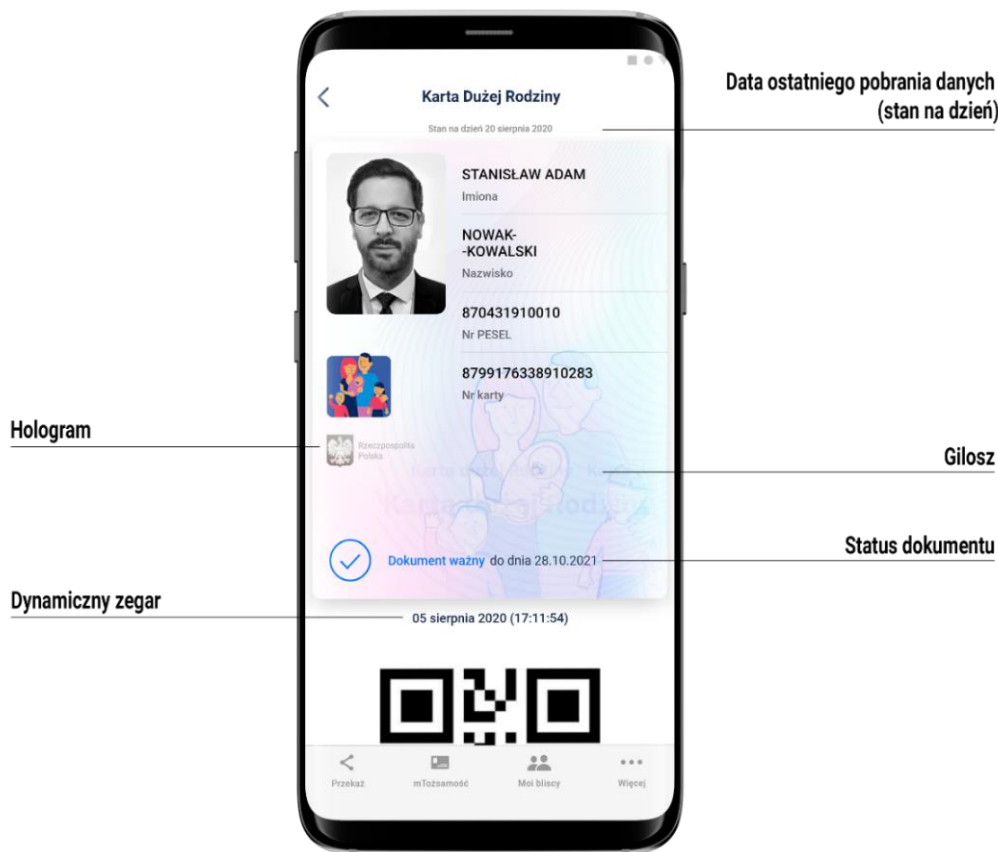 Data ostatniego pobrania danych
(stan na dzień)
Karta Dużej Rodziny
Stan na dzień 20 sierpnia 2020
STANISŁAW ADAM
Imiona
NOWAK-
-KOWALSKI
Nazwisko
870431910010
Nr PESEL
8799176338910283
Nr karty
Hologram
Rzeczpospolita
Polska
Gilosz
Karta dużej Rodziny
Status dokumentu
Dokument ważny do dnia 28.10.2021
Dynamiczny zegar
05 sierpnia 2020 (17:11:54)
Przekaż
mTożsamość
Moi bliscy
Więcej